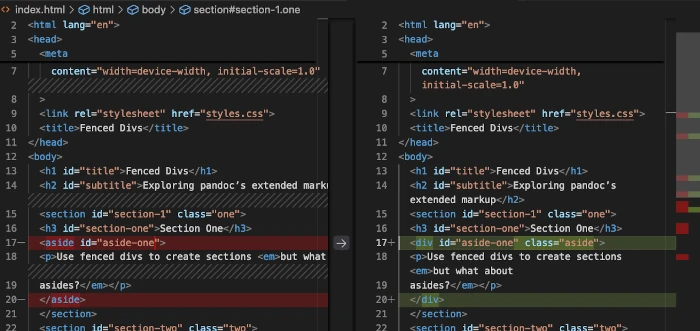 index.html > html > body > section#section-1.one
2 <html lang="en">
3 <head>
5 <meta
7 content="width=device-width, initial-scale=1.0"
8 >
9 <link rel="stylesheet" href="styles.css">
10 <title>Fenced Divs</title>
11 </head>
12 <body>
13 <h1 id="title">Fenced Divs</h1>
14 <h2 id="subtitle">Exploring pandoc’s extended mark
15 <section id="section-1" class="one">
16 <h3 id="section-one">Section One</h3>
17− <aside id="aside-one">
18 <p>Use fenced divs to create sections <em>but what
19 asides?</em></p>
20− </aside>
21 </section>
22 <section id="section-two" class="two">
2 <html lang="en">
3 <head>
5 <meta
7 content="width=device-width,
initial-scale=1.0"
8 >
9 <link rel="stylesheet" href="styles.css">
10 <title>Fenced Divs</title>
11 </head>
12 <body>
13 <h1 id="title">Fenced Divs</h1>
14 <h2 id="subtitle">Exploring pandoc’s
extended markup</h2>
15 <section id="section-1" class="one">
16 <h3 id="section-one">Section One</h3>
17+ <div id="aside-one" class="aside">
18 <p>Use fenced divs to create sections
<em>but what about
19 asides?</em></p>
20+ </div>
21 </section>
22 <section id="section-two" class="two">